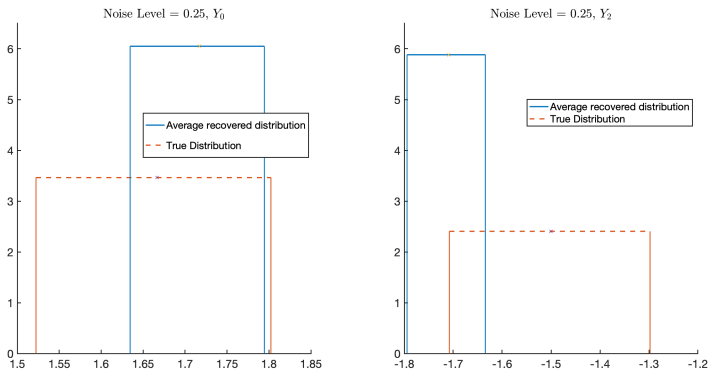 Noise Level = 0.25, Y₀
6
5
4
3
2
1
0
Average recovered distribution
True Distribution
1.5 1.55 1.6 1.65 1.7 1.75 1.8 1.85
Noise Level = 0.25, Y₂
6
5
4
3
2
1
0
Average recovered distribution
True Distribution
-1.8 -1.7 -1.6 -1.5 -1.4 -1.3 -1.2